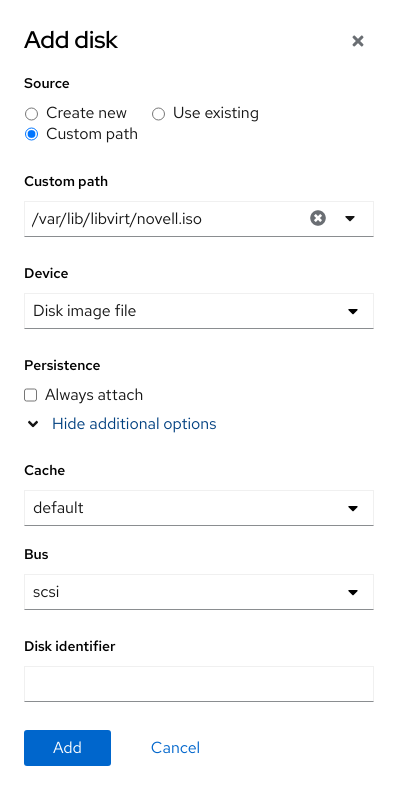 Add disk
Source
Create new Use existing
Custom path
Custom path
/var/lib/libvirt/novell.iso
Device
Disk image file
Persistence
Always attach
Hide additional options
Cache
default
Bus
scsi
Disk identifier
Add Cancel